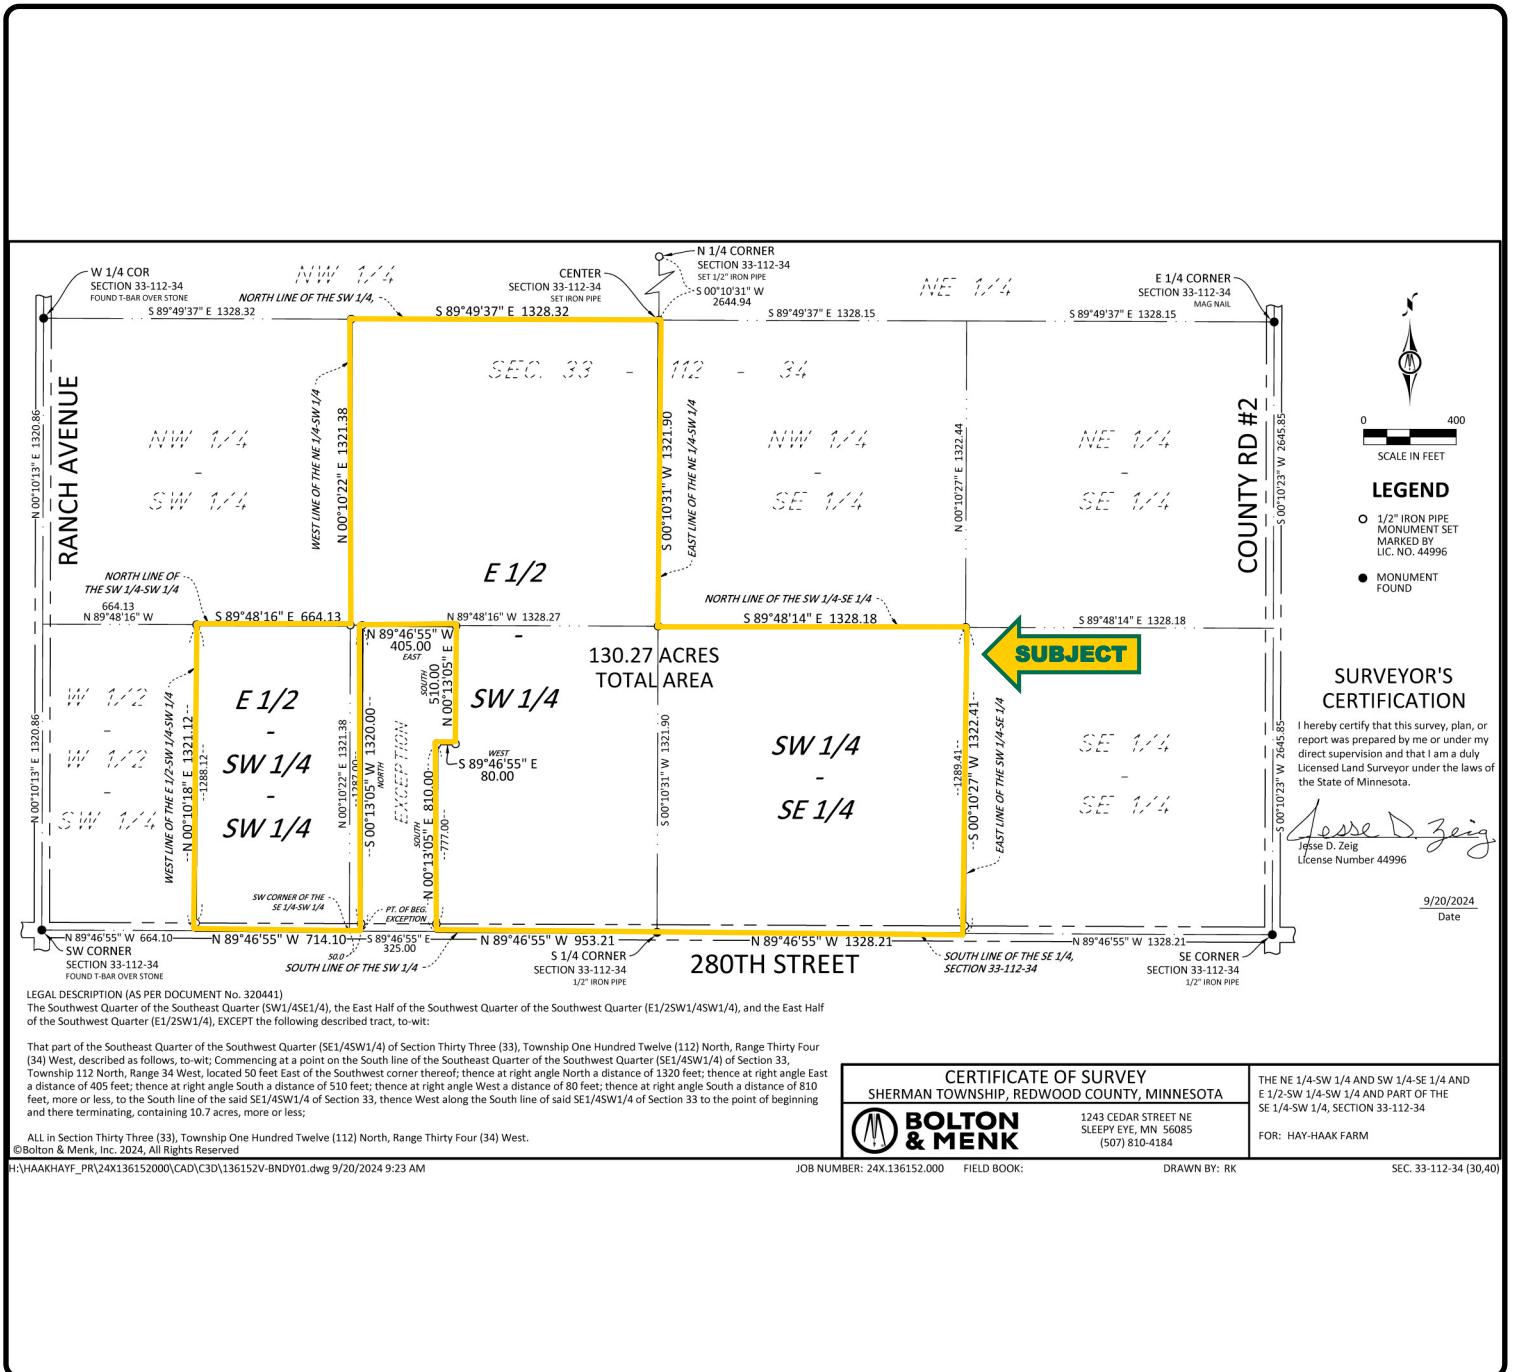 N 1/4 CORNER
SECTION 33-112-34
SET 1/2" IRON PIPE
S 00°10'31" W
2644.94
W 1/4 COR
SECTION 33-112-34
FOUND T-BAR OVER STONE
NW 1/4
CENTER
SECTION 33-112-34
SET IRON PIPE
NE 1/4
E 1/4 CORNER
SECTION 33-112-34
MAG NAIL
NORTH LINE OF THE SW 1/4,
S 89°49'37" E 1328.32
S 89°49'37" E 1328.32
S 89°49'37" E 1328.15
S 89°49'37" E 1328.15
N
SEC. 33 - 112 - 34
RANCH AVENUE
N 00°10'13" E 1320.86
NW 1/4
-
SW 1/4
WEST LINE OF THE NE 1/4-SW 1/4
N 00°10'22" E 1321.38
S 00°10'31" W 1321.90
EAST LINE OF THE NE 1/4-SW 1/4
NW 1/4
-
SE 1/4
N 00°10'27" E 1322.44
NE 1/4
-
SE 1/4
COUNTY RD #2
S 00°10'23" W 2645.85
0 400
SCALE IN FEET
LEGEND
1/2" IRON PIPE
MONUMENT SET
MARKED BY
LIC. NO. 44996
MONUMENT
FOUND
E 1/2
-
SW 1/4
NORTH LINE OF
THE SW 1/4-SW 1/4
664.13
N 89°48'16" W
S 89°48'16" E 664.13
N 89°48'16" W 1328.27
NORTH LINE OF THE SW 1/4-SE 1/4
S 89°48'14" E 1328.18
S 89°48'14" E 1328.18
N 89°46'55" W
405.00
EAST
SOUTH
510.00
N 00°13'05" E
130.27 ACRES
TOTAL AREA
SUBJECT
W 1/2
-
W 1/2
-
SW 1/4
N 00°10'13" E 1320.86
WEST LINE OF THE E 1/2-SW 1/4-SW 1/4
N 00°10'18" E 1321.12
--1288.12--
E 1/2
-
SW 1/4
-
SW 1/4
N 00°10'22" E 1321.38
--1287.00--
S 00°13'05" W 1320.00
NORTH
EXCEPTION
SOUTH
N 00°13'05" E 810.00
--777.00--
WEST
S 89°46'55" E
80.00
S 00°10'31" W 1321.90
SW 1/4
-
SE 1/4
--1289.41--
S 00°10'27" W 1322.41
EAST LINE OF THE SW 1/4-SE 1/4
SE 1/4
-
SE 1/4
S 00°10'23" W 2645.85
SURVEYOR'S
CERTIFICATION
I hereby certify that this survey, plan, or
report was prepared by me or under my
direct supervision and that I am a duly
Licensed Land Surveyor under the laws of
the State of Minnesota.
Jesse D. Zeig
Jesse D. Zeig
License Number 44996
9/20/2024
Date
SW CORNER OF THE
SE 1/4-SW 1/4
PT. OF BEG.
EXCEPTION
N 89°46'55" W 664.10
N 89°46'55" W 714.10
S 89°46'55" E
325.00
N 89°46'55" W 953.21
N 89°46'55" W 1328.21
N 89°46'55" W 1328.21
50.0
SW CORNER
SECTION 33-112-34
FOUND T-BAR OVER STONE
SOUTH LINE OF THE SW 1/4
S 1/4 CORNER
SECTION 33-112-34
1/2" IRON PIPE
280TH STREET
SOUTH LINE OF THE SE 1/4,
SECTION 33-112-34
SE CORNER
SECTION 33-112-34
1/2" IRON PIPE
LEGAL DESCRIPTION (AS PER DOCUMENT No. 320441)
The Southwest Quarter of the Southeast Quarter (SW1/4SE1/4), the East Half of the Southwest Quarter of the Southwest Quarter (E1/2SW1/4SW1/4), and the East Half
of the Southwest Quarter (E1/2SW1/4), EXCEPT the following described tract, to-wit:
That part of the Southeast Quarter of the Southwest Quarter (SE1/4SW1/4) of Section Thirty Three (33), Township One Hundred Twelve (112) North, Range Thirty Four
(34) West, described as follows, to-wit; Commencing at a point on the South line of the Southeast Quarter of the Southwest Quarter (SE1/4SW1/4) of Section 33,
Township 112 North, Range 34 West, located 50 feet East of the Southwest corner thereof; thence at right angle North a distance of 1320 feet; thence at right angle East
a distance of 405 feet; thence at right angle South a distance of 510 feet; thence at right angle West a distance of 80 feet; thence at right angle South a distance of 810
feet, more or less, to the South line of the said SE1/4SW1/4 of Section 33, thence West along the South line of said SE1/4SW1/4 of Section 33 to the point of beginning
and there terminating, containing 10.7 acres, more or less;
ALL in Section Thirty Three (33), Township One Hundred Twelve (112) North, Range Thirty Four (34) West.
©Bolton & Menk, Inc. 2024, All Rights Reserved
CERTIFICATE OF SURVEY
SHERMAN TOWNSHIP, REDWOOD COUNTY, MINNESOTA
BOLTON
& MENK
1243 CEDAR STREET NE
SLEEPY EYE, MN 56085
(507) 810-4184
THE NE 1/4-SW 1/4 AND SW 1/4-SE 1/4 AND
E 1/2-SW 1/4-SW 1/4 AND PART OF THE
SE 1/4-SW 1/4, SECTION 33-112-34
FOR: HAY-HAAK FARM
H:\HAAKHAYF_PR\24X136152000\CAD\C3D\136152V-BNDY01.dwg 9/20/2024 9:23 AM
JOB NUMBER: 24X.136152.000 FIELD BOOK: DRAWN BY: RK SEC. 33-112-34 (30,40)